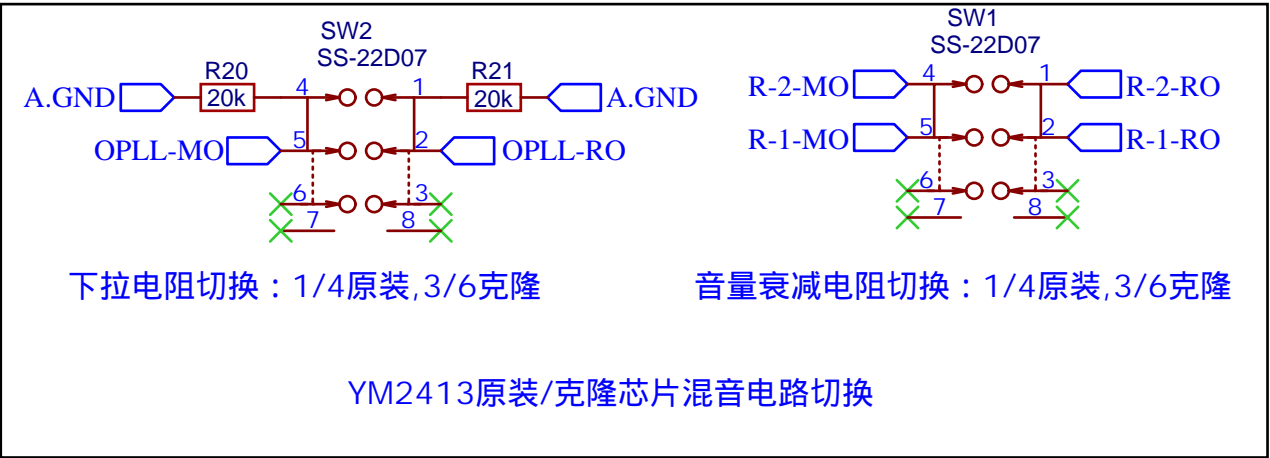 SW2
SS-22D07
SW1
SS-22D07
R20
20k
R21
20k
A.GND
4
1
A.GND
OPLL-MO
5
2
OPLL-RO
6
3
7
8
R-2-MO
4
1
R-2-RO
R-1-MO
5
2
R-1-RO
6
3
7
8
下拉电阻切换：1/4原装,3/6克隆
音量衰减电阻切换：1/4原装,3/6克隆
YM2413原装/克隆芯片混音电路切换